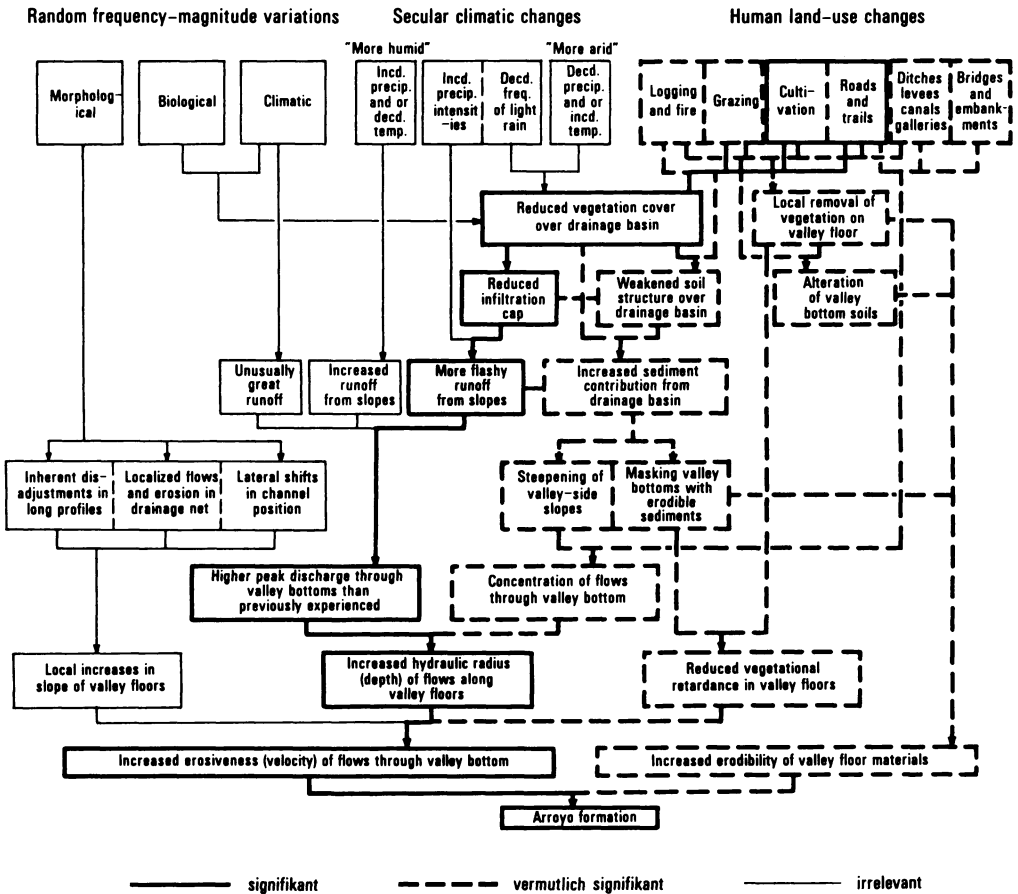 Random frequency–magnitude variations
Secular climatic changes
Human land–use changes
"More humid"
"More arid"
Morpholog-
ical
Biological
Climatic
Incd.
precip.
and or
decd.
temp.
Incd.
precip.
intensit
–ies
Decd.
freq.
of light
rain
Decd.
precip.
and or
incd.
temp.
Logging
and fire
Grazing
Culti-
vation
Roads
and
trails
Ditches
levees
canals
galleries
Bridges
and
embank-
ments
Reduced vegetation cover
over drainage basin
Local removal of
vegetation on
valley floor
Reduced
infiltration
cap
Weakened soil
structure over
drainage basin
Alteration
of valley
bottom soils
Unusually
great
runoff
Increased
runoff
from slopes
More flashy
runoff
from slopes
Increased sediment
contribution from
drainage basin
Inherent dis-
adjustments in
long profiles
Localized flows
and erosion in
drainage net
Lateral shifts
in channel
position
Steepening of
valley–side
slopes
Masking valley
bottoms with
erodible
sediments
Higher peak discharge through
valley bottoms than
previously experienced
Concentration of flows
through valley bottom
Local increases in
slope of valley floors
Increased hydraulic radius
(depth) of flows along
valley floors
Reduced vegetational
retardance in valley floors
Increased erosiveness (velocity) of flows through valley bottom
Increased erodibility of valley floor materials
Arroyo formation
signifikant
vermutlich signifikant
irrelevant